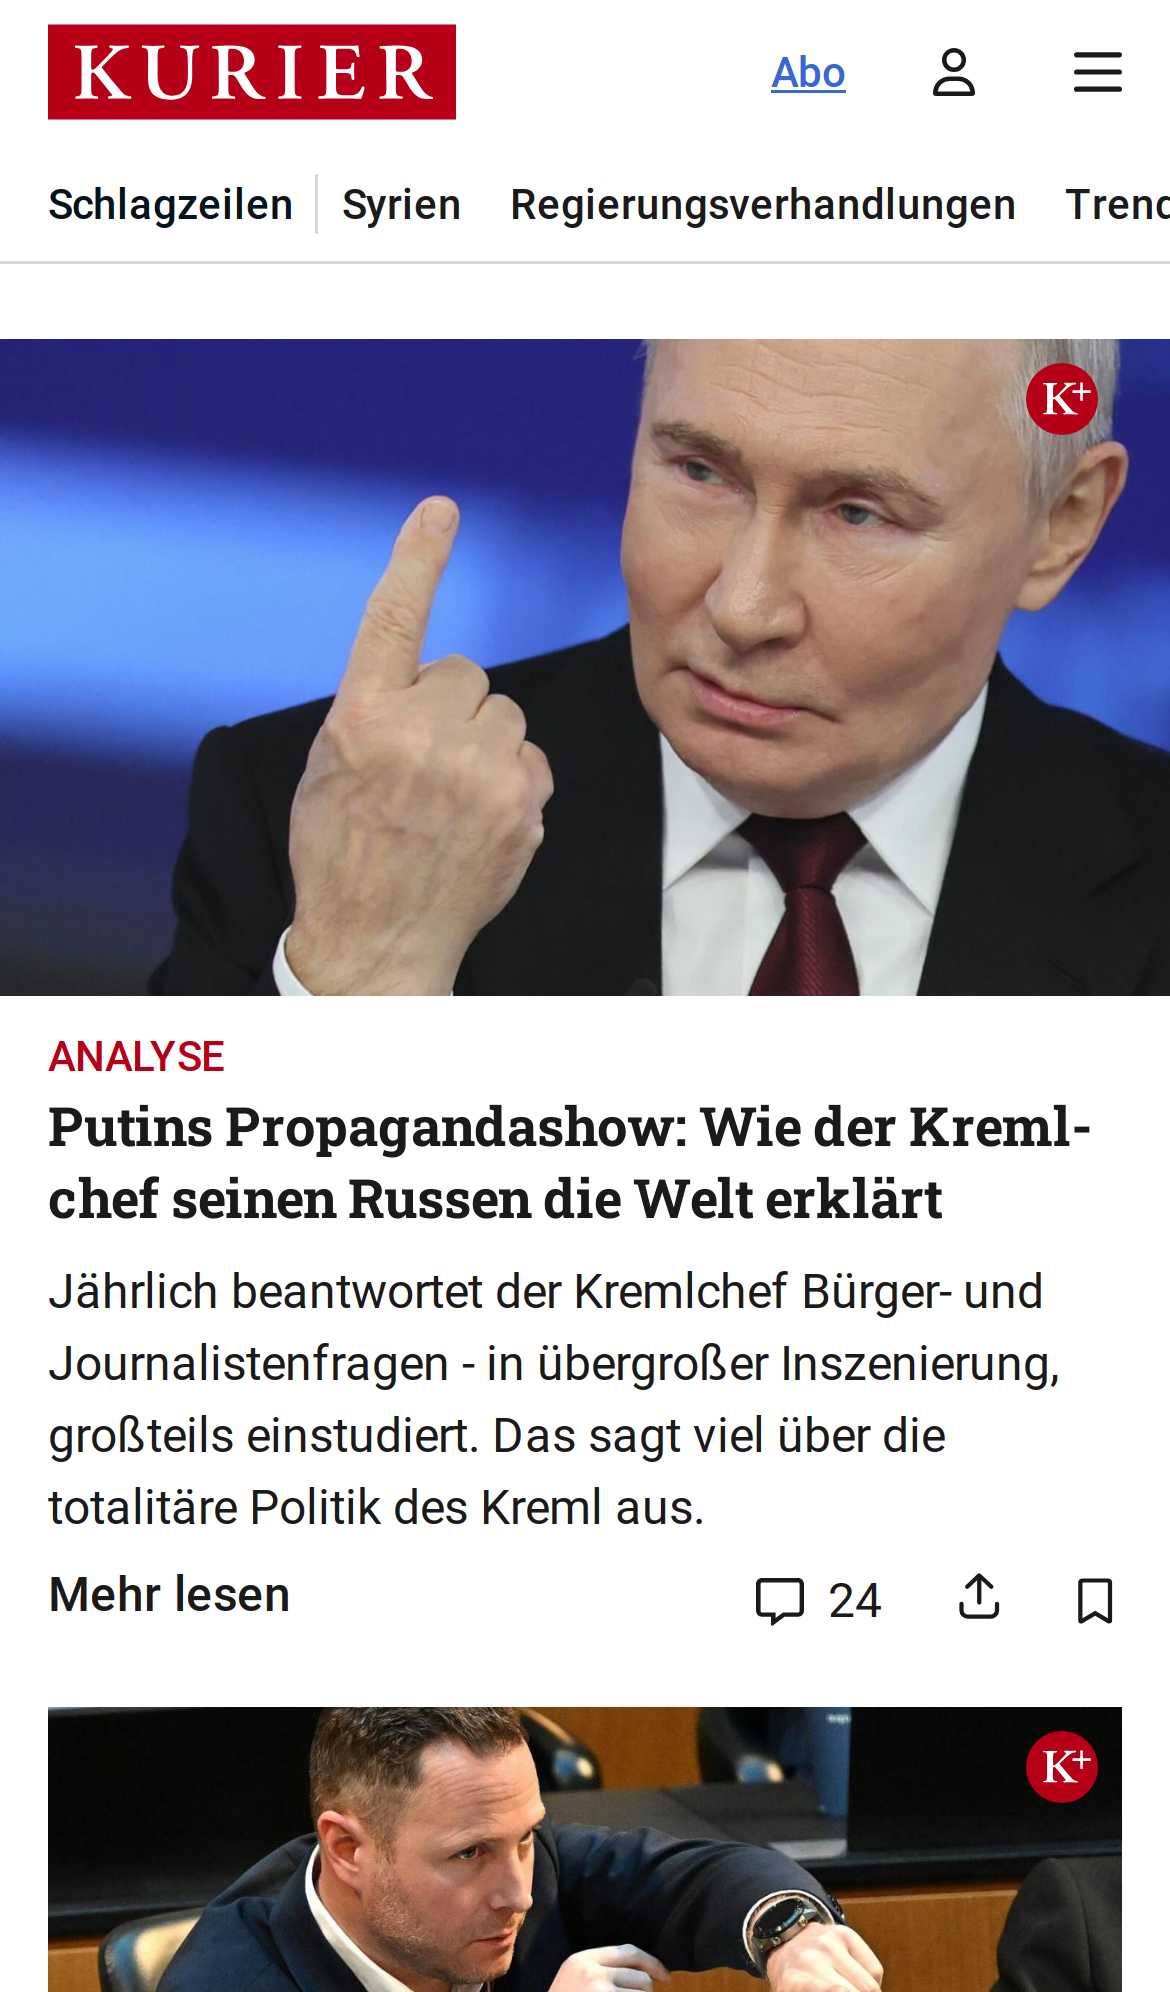 KURIER
Abo
Schlagzeilen
Syrien
Regierungsverhandlungen
Trend
K+
ANALYSE
Putins Propagandashow: Wie der Kreml-
chef seinen Russen die Welt erklärt
Jährlich beantwortet der Kremlchef Bürger- und
Journalistenfragen - in übergroßer Inszenierung,
großteils einstudiert. Das sagt viel über die
totalitäre Politik des Kreml aus.
Mehr lesen
24
K+